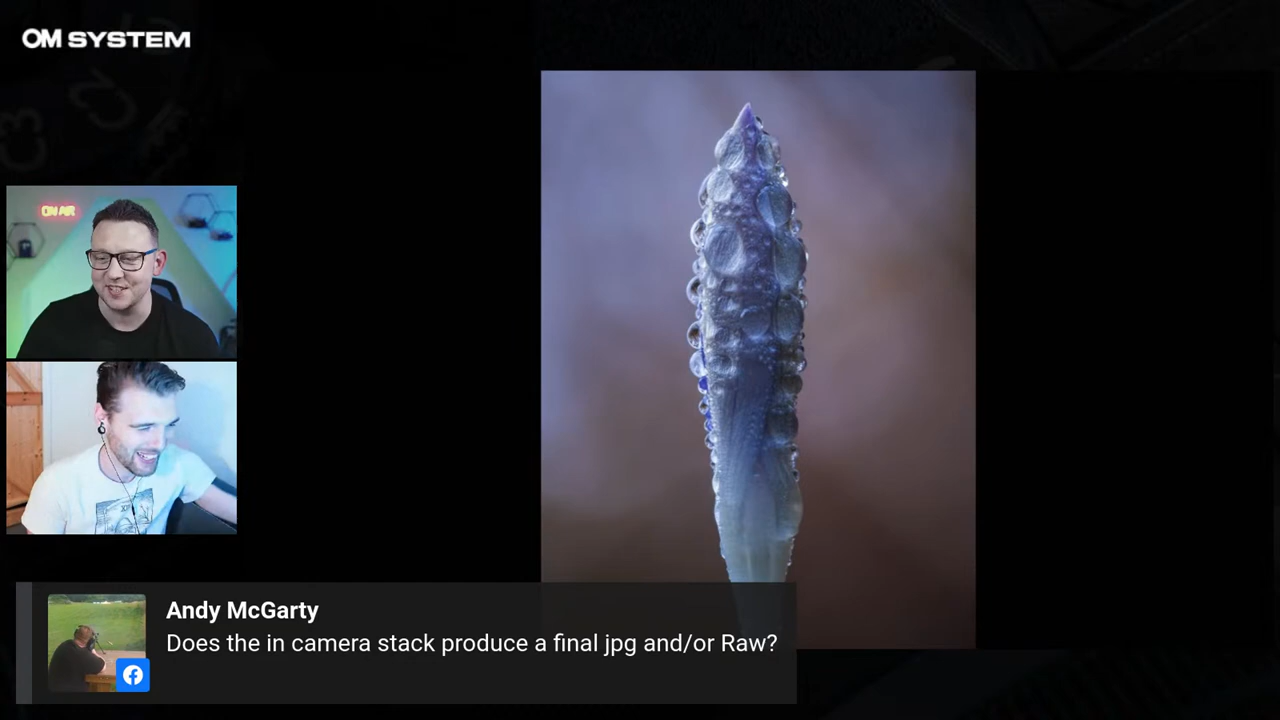 OM SYSTEM
ON AIR
Andy McGarty
Does the in camera stack produce a final jpg and/or Raw?